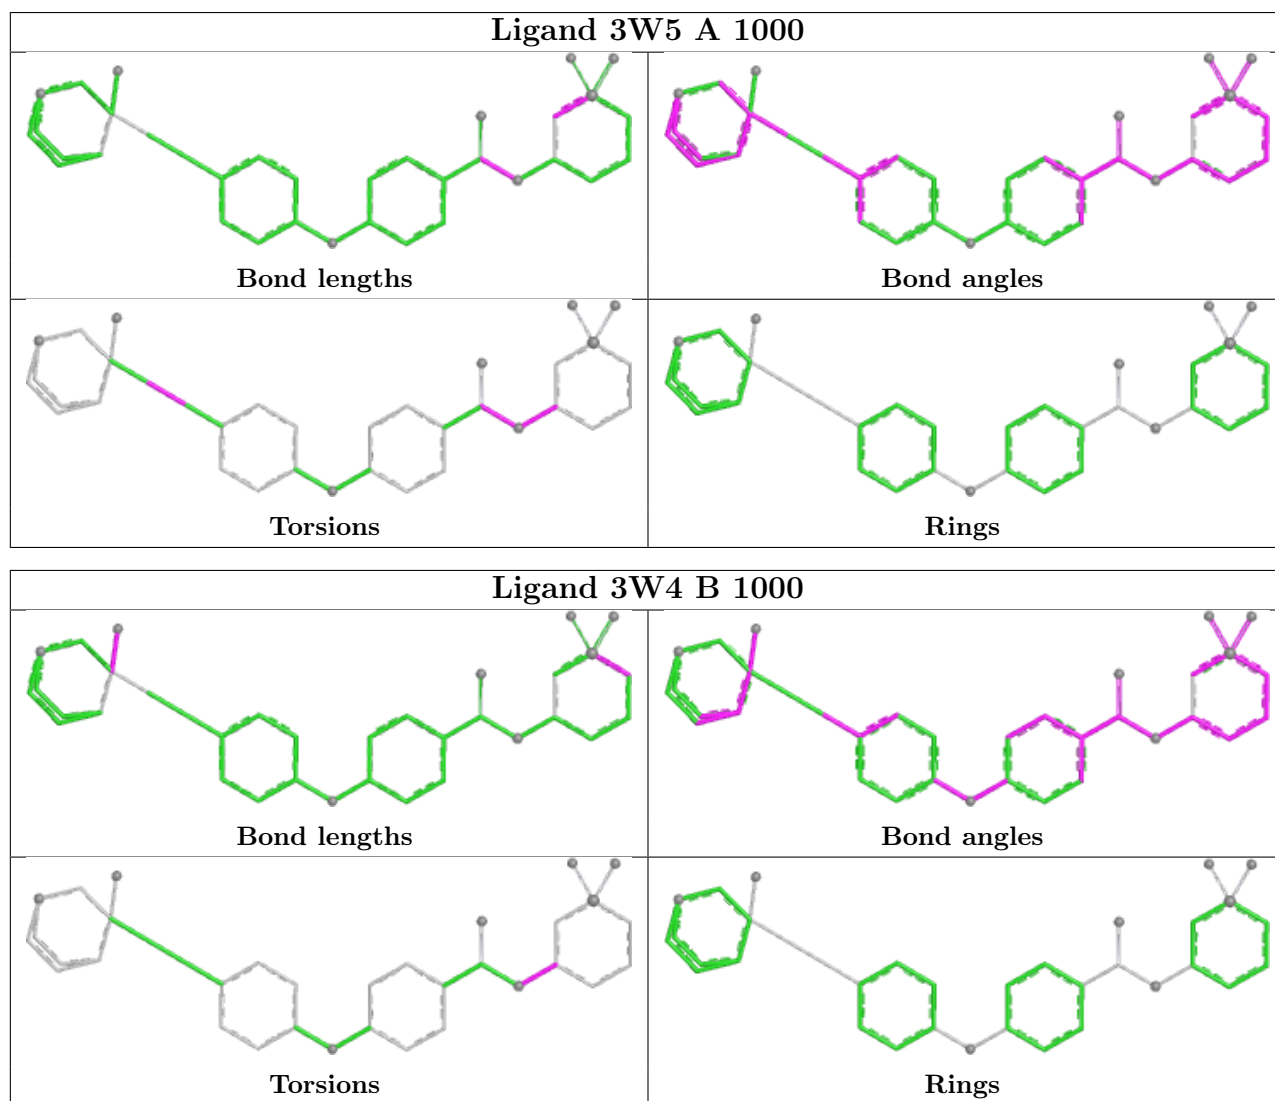 Ligand 3W5 A 1000
Bond lengths
Bond angles
Torsions
Rings
Ligand 3W4 B 1000
Bond lengths
Bond angles
Torsions
Rings